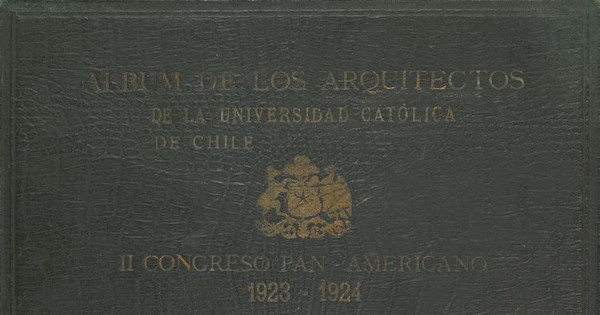 ALBUM DE LOS ARQUITECTOS
DE LA UNIVERSIDAD CATÓLICA
DE CHILE
II CONGRESO PAN-AMERICANO
1923 - 1924